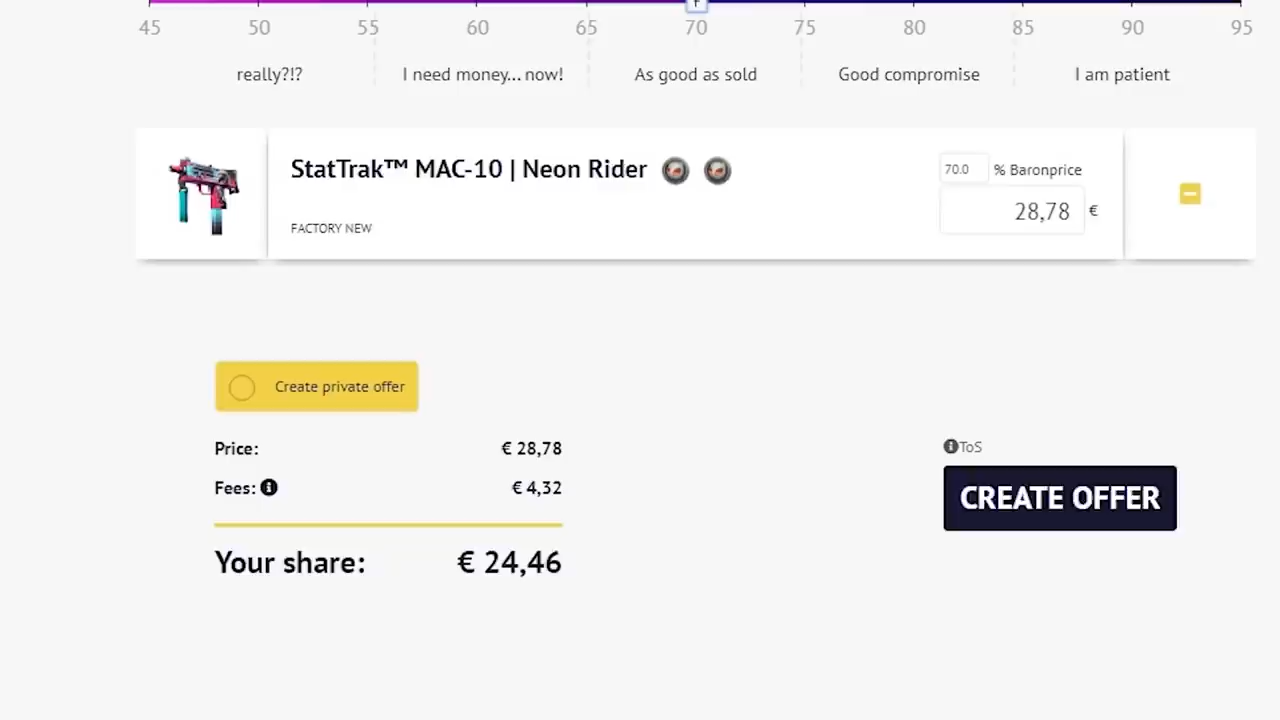 45 50 55 60 65 70 75 80 85 90 95
really?!? I need money... now! As good as sold Good compromise I am patient
StatTrak™ MAC-10 | Neon Rider
70.0 % Baronprice
28,78 €
FACTORY NEW
Create private offer
Price: € 28,78
ToS
Fees: € 4,32
CREATE OFFER
Your share: € 24,46